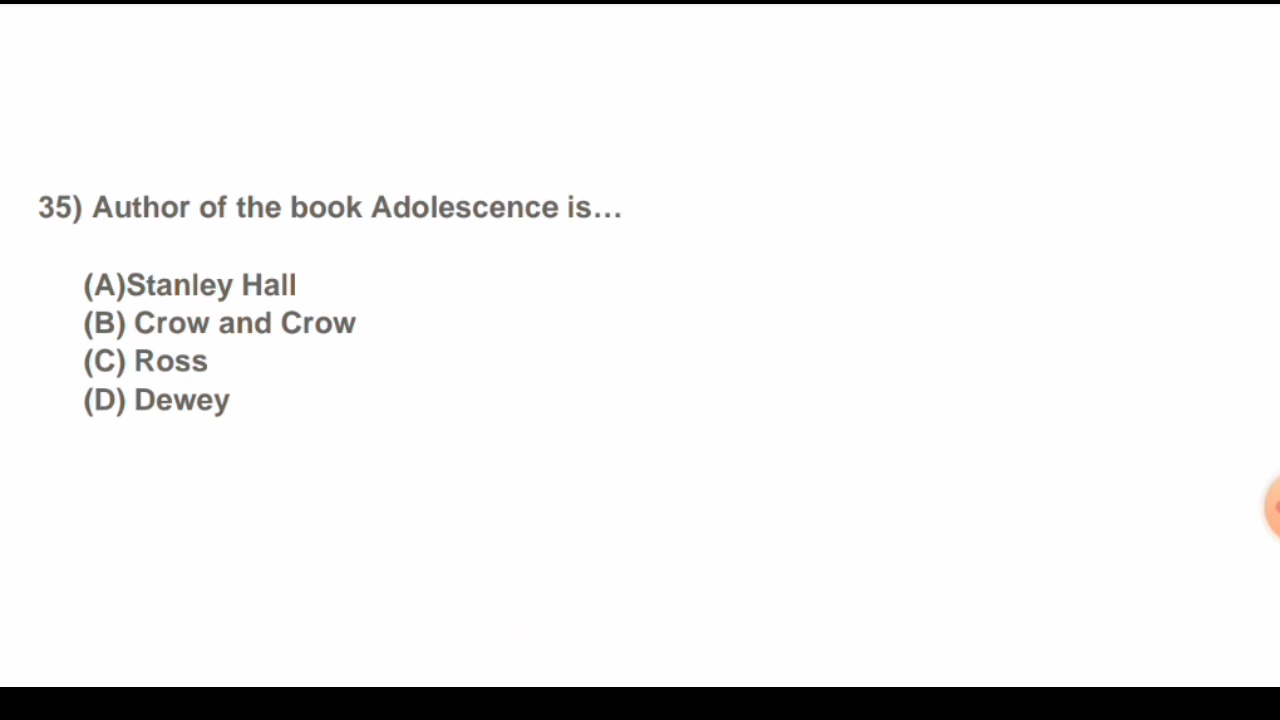 35) Author of the book Adolescence is...
(A)Stanley Hall
(B) Crow and Crow
(C) Ross
(D) Dewey